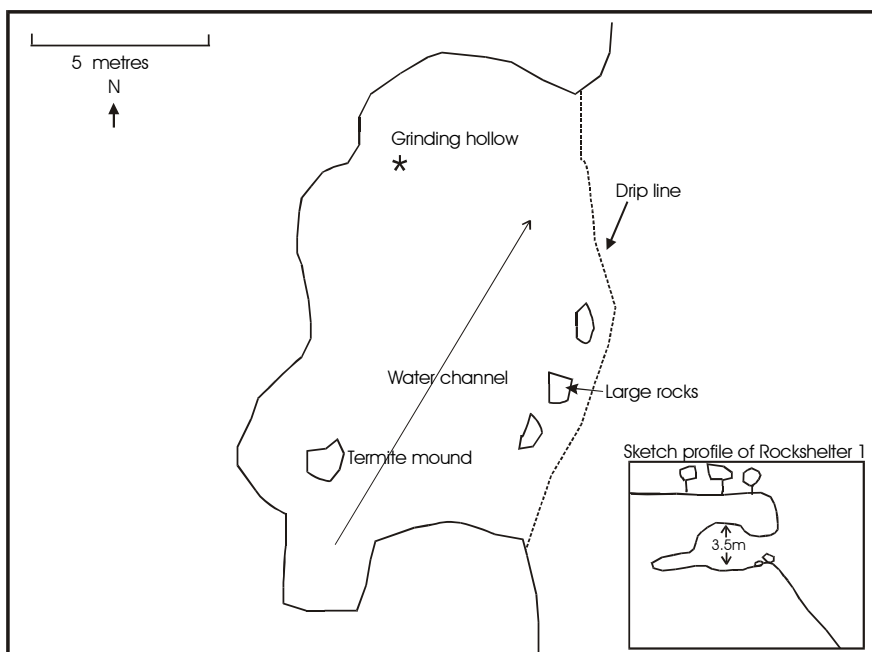 5 metres
N
Grinding hollow
Drip line
Water channel
Large rocks
Termite mound
Sketch profile of Rockshelter 1
3.5m